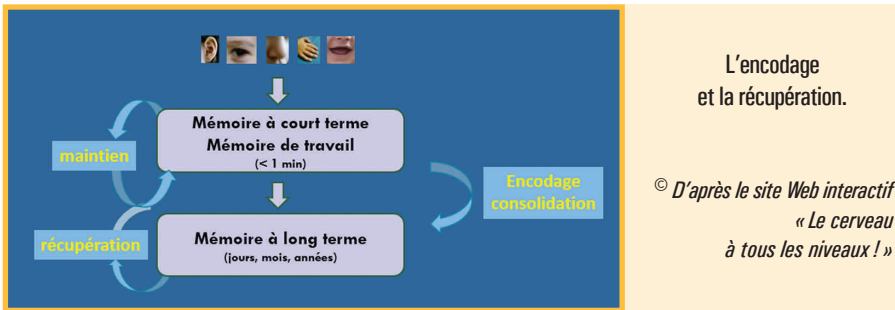 Mémoire à court terme
Mémoire de travail
(< 1 min)
maintien
Encodage
consolidation
récupération
Mémoire à long terme
(jours, mois, années)
L'encodage
et la récupération.
© D'après le site Web interactif
« Le cerveau
à tous les niveaux ! »